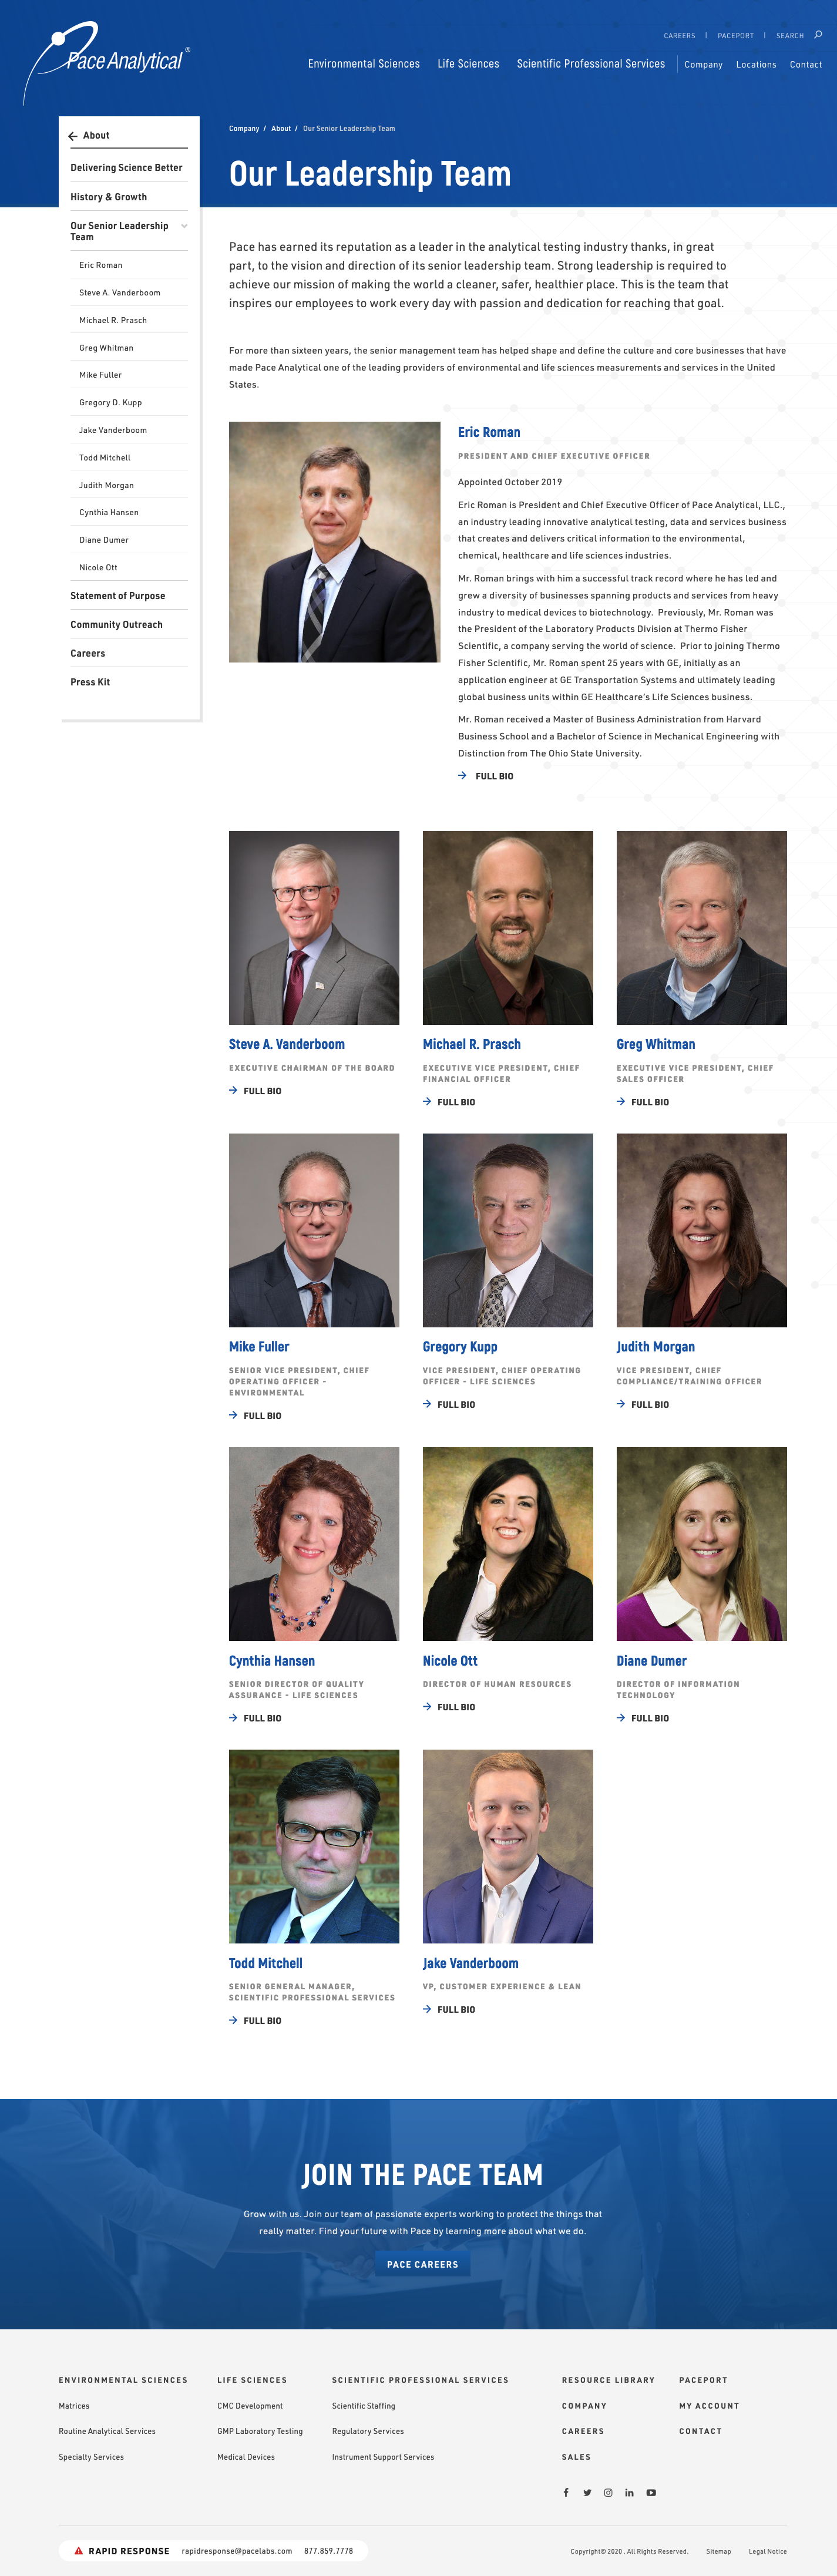 CAREERS | PACEPORT | SEARCH
Pace Analytical®
Environmental Sciences Life Sciences Scientific Professional Services Company Locations Contact
About
Delivering Science Better
History & Growth
Our Senior Leadership
Team
Eric Roman
Steve A. Vanderboom
Michael R. Prasch
Greg Whitman
Mike Fuller
Gregory D. Kupp
Jake Vanderboom
Todd Mitchell
Judith Morgan
Cynthia Hansen
Diane Dumer
Nicole Ott
Statement of Purpose
Community Outreach
Careers
Press Kit
Company / About / Our Senior Leadership Team
Our Leadership Team
Pace has earned its reputation as a leader in the analytical testing industry thanks, in great
part, to the vision and direction of its senior leadership team. Strong leadership is required to
achieve our mission of making the world a cleaner, safer, healthier place. This is the team that
inspires our employees to work every day with passion and dedication for reaching that goal.
For more than sixteen years, the senior management team has helped shape and define the culture and core businesses that have
made Pace Analytical one of the leading providers of environmental and life sciences measurements and services in the United
States.
Eric Roman
PRESIDENT AND CHIEF EXECUTIVE OFFICER
Appointed October 2019
Eric Roman is President and Chief Executive Officer of Pace Analytical, LLC.,
an industry leading innovative analytical testing, data and services business
that creates and delivers critical information to the environmental,
chemical, healthcare and life sciences industries.
Mr. Roman brings with him a successful track record where he has led and
grew a diversity of businesses spanning products and services from heavy
industry to medical devices to biotechnology. Previously, Mr. Roman was
the President of the Laboratory Products Division at Thermo Fisher
Scientific, a company serving the world of science. Prior to joining Thermo
Fisher Scientific, Mr. Roman spent 25 years with GE, initially as an
application engineer at GE Transportation Systems and ultimately leading
global business units within GE Healthcare's Life Sciences business.
Mr. Roman received a Master of Business Administration from Harvard
Business School and a Bachelor of Science in Mechanical Engineering with
Distinction from The Ohio State University.
FULL BIO
Steve A. Vanderboom
EXECUTIVE CHAIRMAN OF THE BOARD
FULL BIO
Michael R. Prasch
EXECUTIVE VICE PRESIDENT, CHIEF
FINANCIAL OFFICER
FULL BIO
Greg Whitman
EXECUTIVE VICE PRESIDENT, CHIEF
SALES OFFICER
FULL BIO
Mike Fuller
SENIOR VICE PRESIDENT, CHIEF
OPERATING OFFICER -
ENVIRONMENTAL
FULL BIO
Gregory Kupp
VICE PRESIDENT, CHIEF OPERATING
OFFICER - LIFE SCIENCES
FULL BIO
Judith Morgan
VICE PRESIDENT, CHIEF
COMPLIANCE/TRAINING OFFICER
FULL BIO
Cynthia Hansen
SENIOR DIRECTOR OF QUALITY
ASSURANCE - LIFE SCIENCES
FULL BIO
Nicole Ott
DIRECTOR OF HUMAN RESOURCES
FULL BIO
Diane Dumer
DIRECTOR OF INFORMATION
TECHNOLOGY
FULL BIO
Todd Mitchell
SENIOR GENERAL MANAGER,
SCIENTIFIC PROFESSIONAL SERVICES
FULL BIO
Jake Vanderboom
VP, CUSTOMER EXPERIENCE & LEAN
FULL BIO
JOIN THE PACE TEAM
Grow with us. Join our team of passionate experts working to protect the things that
really matter. Find your future with Pace by learning more about what we do.
PACE CAREERS
ENVIRONMENTAL SCIENCES
Matrices
Routine Analytical Services
Specialty Services
LIFE SCIENCES
CMC Development
GMP Laboratory Testing
Medical Devices
SCIENTIFIC PROFESSIONAL SERVICES
Scientific Staffing
Regulatory Services
Instrument Support Services
RESOURCE LIBRARY
COMPANY
CAREERS
SALES
PACEPORT
MY ACCOUNT
CONTACT
RAPID RESPONSE rapidresponse@pacelabs.com 877.859.7778
Copyright© 2020 . All Rights Reserved. Sitemap Legal Notice